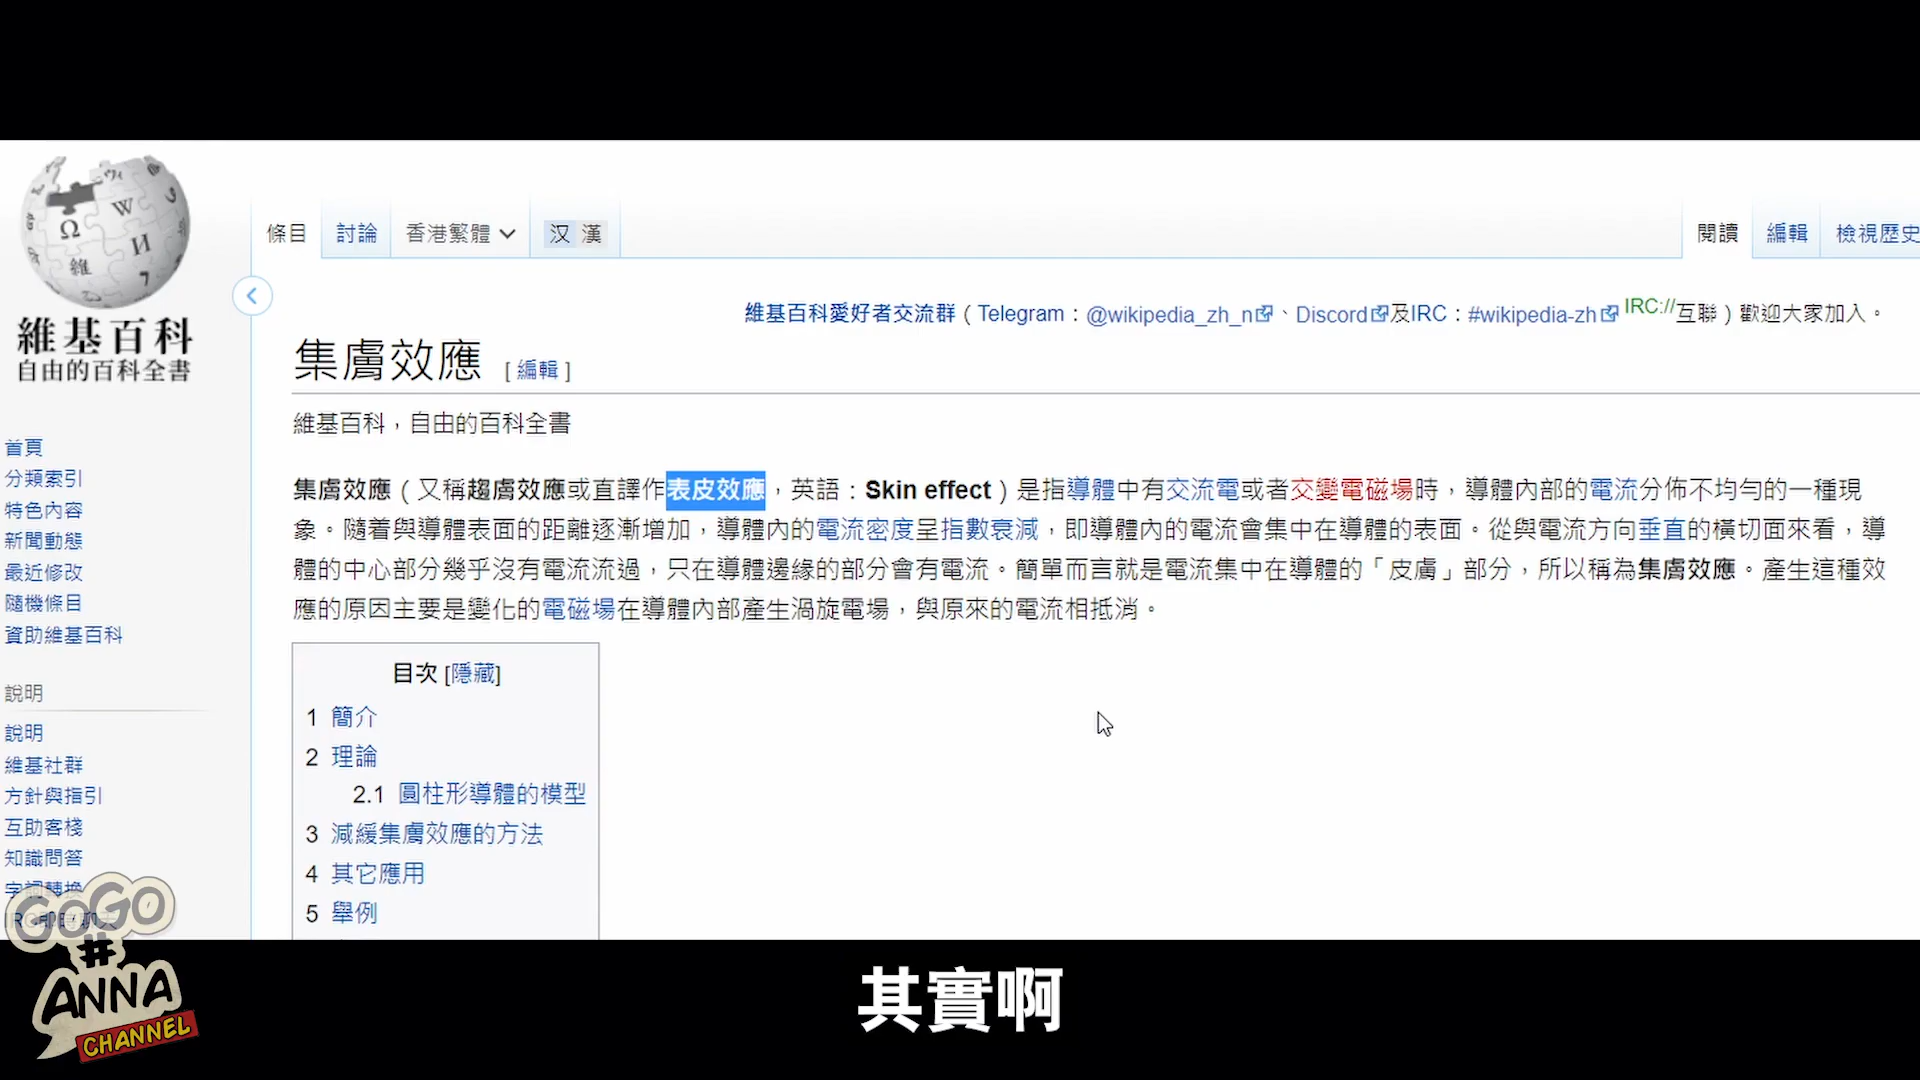 維基百科
自由的百科全書
條目 討論 香港繁體 汉 漢 閱讀 編輯 檢視歷史
維基百科愛好者交流群（Telegram：@wikipedia_zh_n、Discord及IRC：#wikipedia-zh IRC://互聯）歡迎大家加入。
集膚效應 [編輯]
維基百科，自由的百科全書
集膚效應（又稱趨膚效應或直譯作表皮效應，英語：Skin effect）是指導體中有交流電或者交變電磁場時，導體內部的電流分佈不均勻的一種現
象。隨着與導體表面的距離逐漸增加，導體內的電流密度呈指數衰減，即導體內的電流會集中在導體的表面。從與電流方向垂直的橫切面來看，導
體的中心部分幾乎沒有電流流過，只在導體邊緣的部分會有電流。簡單而言就是電流集中在導體的「皮膚」部分，所以稱為集膚效應。產生這種效
應的原因主要是變化的電磁場在導體內部產生渦旋電場，與原來的電流相抵消。
首頁
分類索引
特色內容
新聞動態
最近修改
隨機條目
資助維基百科
說明
說明
維基社群
方針與指引
互助客棧
知識問答
字詞轉換
IRC即時聊天
目次 [隱藏]
1 簡介
2 理論
2.1 圓柱形導體的模型
3 減緩集膚效應的方法
4 其它應用
5 舉例
GOGO
#
ANNA
CHANNEL
其實啊